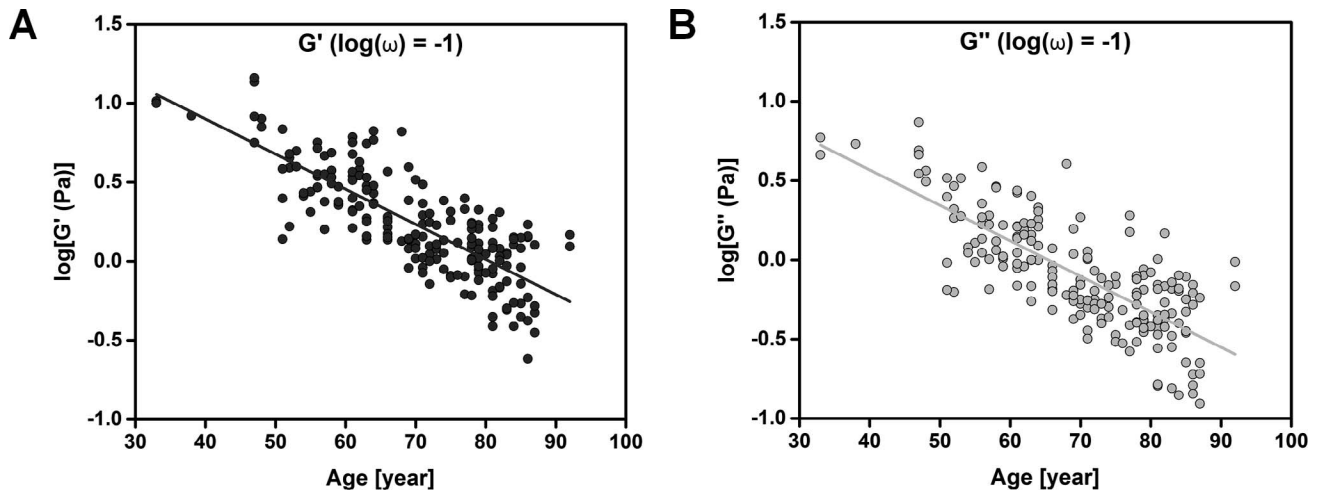 A
G' (log(ω) = -1)
log[G' (Pa)]
1.5
1.0
0.5
0.0
-0.5
-1.0
30 40 50 60 70 80 90 100
Age [year]
B
G'' (log(ω) = -1)
log[G'' (Pa)]
1.5
1.0
0.5
0.0
-0.5
-1.0
30 40 50 60 70 80 90 100
Age [year]